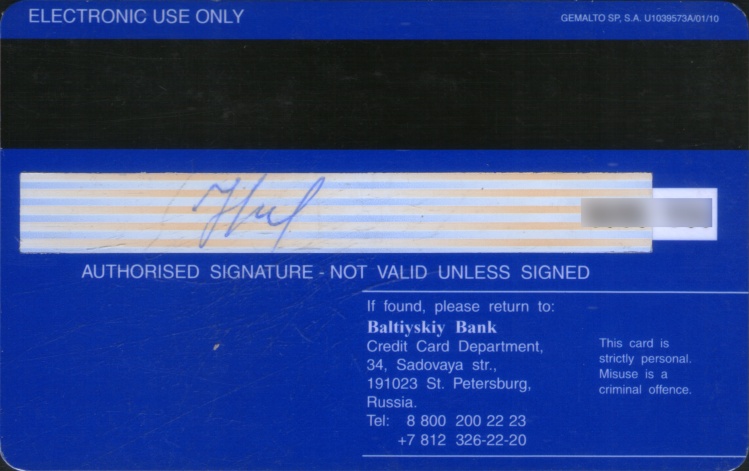 ELECTRONIC USE ONLY
GEMALTO SP, S.A. U1039573A/01/10
AUTHORISED SIGNATURE - NOT VALID UNLESS SIGNED
If found, please return to:
Baltiyskiy Bank
Credit Card Department,
34, Sadovaya str.,
191023 St. Petersburg,
Russia.
Tel: 8 800 200 22 23
+7 812 326-22-20
This card is
strictly personal.
Misuse is a
criminal offence.